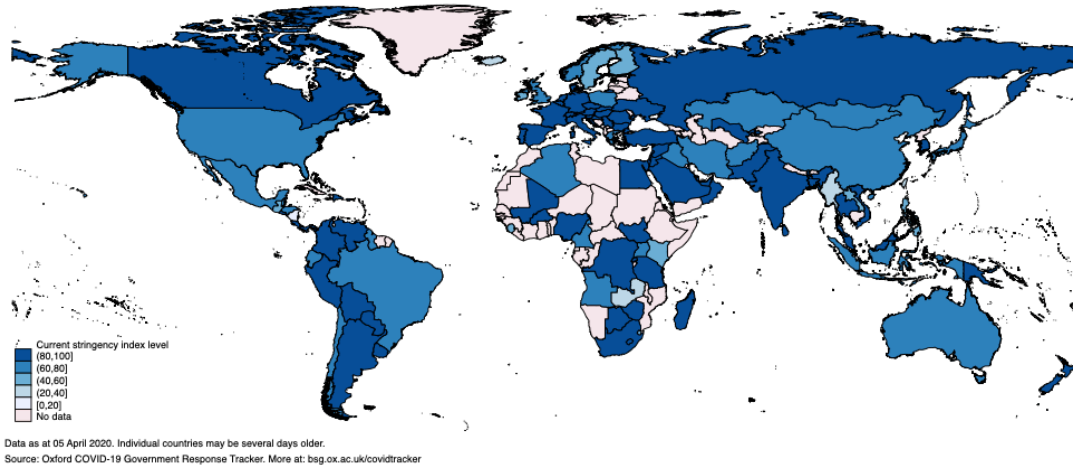 Current stringency index level
(80,100]
(60,80]
(40,60]
(20,40]
[0,20]
No data
Data as at 05 April 2020. Individual countries may be several days older.
Source: Oxford COVID-19 Government Response Tracker. More at: bsg.ox.ac.uk/covidtracker